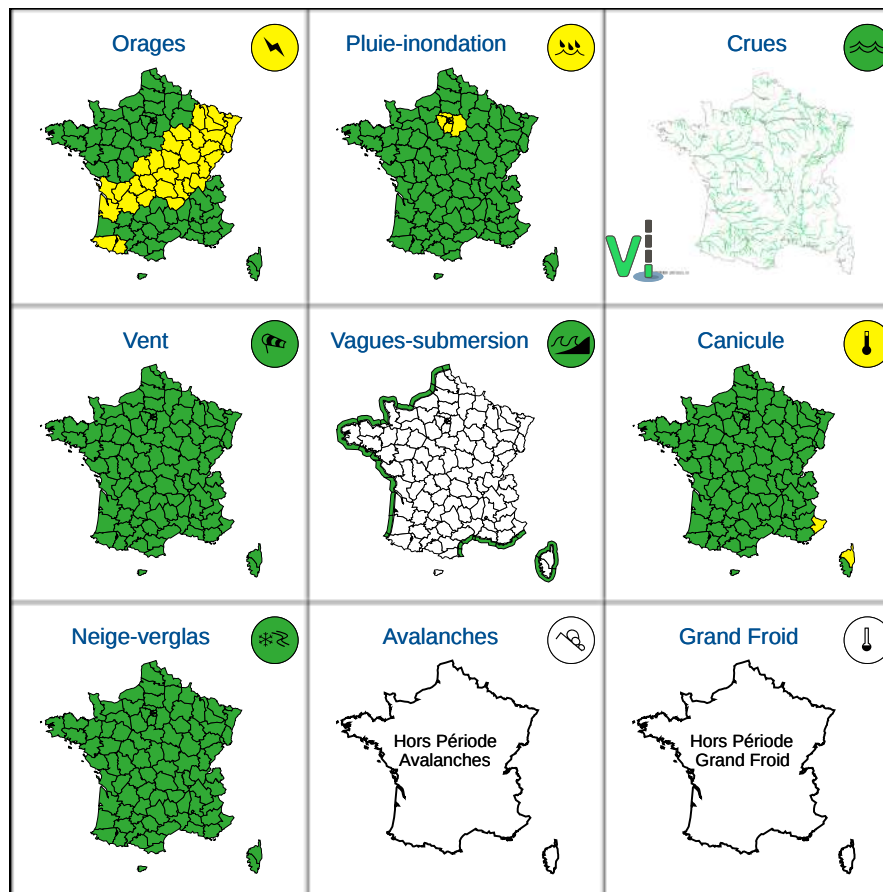 Orages
Pluie-inondation
Crues
Vi
Vent
Vagues-submersion
Canicule
Neige-verglas
Avalanches
Grand Froid
Hors Période
Avalanches
Hors Période
Grand Froid